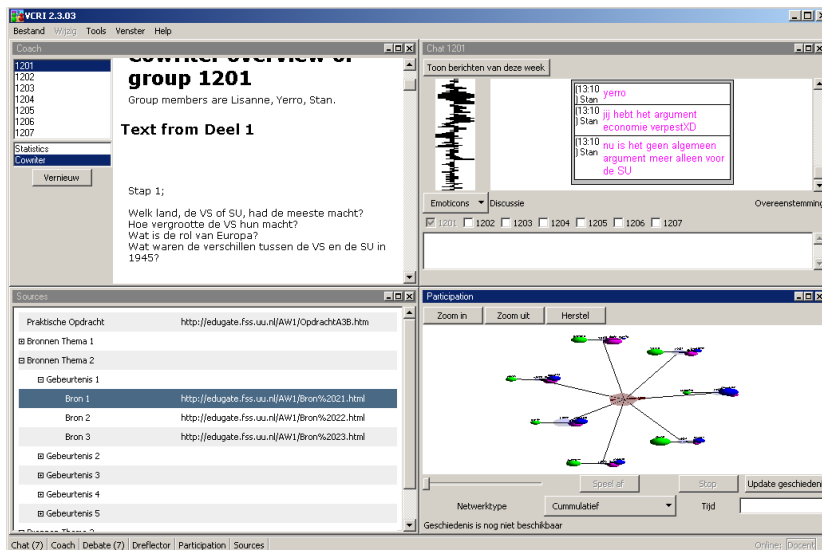 VCRI 2.3.03
Bestand Wijzig Tools Venster Help
Coach
1201
1202
1203
1204
1205
1206
1207
Statistics
Cowriter
Vernieuw
Cowriter overview of
group 1201
Group members are Lisanne, Yerro, Stan.
Text from Deel 1
Stap 1;
Welk land, de VS of SU, had de meeste macht?
Hoe vergrootte de VS hun macht?
Wat is de rol van Europa?
Wat waren de verschillen tussen de VS en de SU in
1945?
Chat 1201
Toon berichten van deze week.
[13:10
] Stan
yerro
[13:10
] Stan
jij hebt het argument
economie verpestXD
[13:10
] Stan
nu is het geen algemeen
argument meer alleen voor
de SU
Emoticons Discussie Overeenstemming
1201 1202 1203 1204 1205 1206 1207
Sources
Praktische Opdracht http://edugate.fss.uu.nl/AW1/OpdrachtA3B.htm
Bronnen Thema 1
Bronnen Thema 2
Gebeurtenis 1
Bron 1 http://edugate.fss.uu.nl/AW1/Bron%2021.html
Bron 2 http://edugate.fss.uu.nl/AW1/Bron%2022.html
Bron 3 http://edugate.fss.uu.nl/AW1/Bron%2023.html
Gebeurtenis 2
Gebeurtenis 3
Gebeurtenis 4
Gebeurtenis 5
Participation
Zoom in Zoom uit Herstel
Speel af Stop Update geschiedeni
Netwerktype Cummulatief Tijd
Geschiedenis is nog niet beschikbaar
Chat (7) Coach Debate (7) Dreflector Participation Sources
Online: Docent